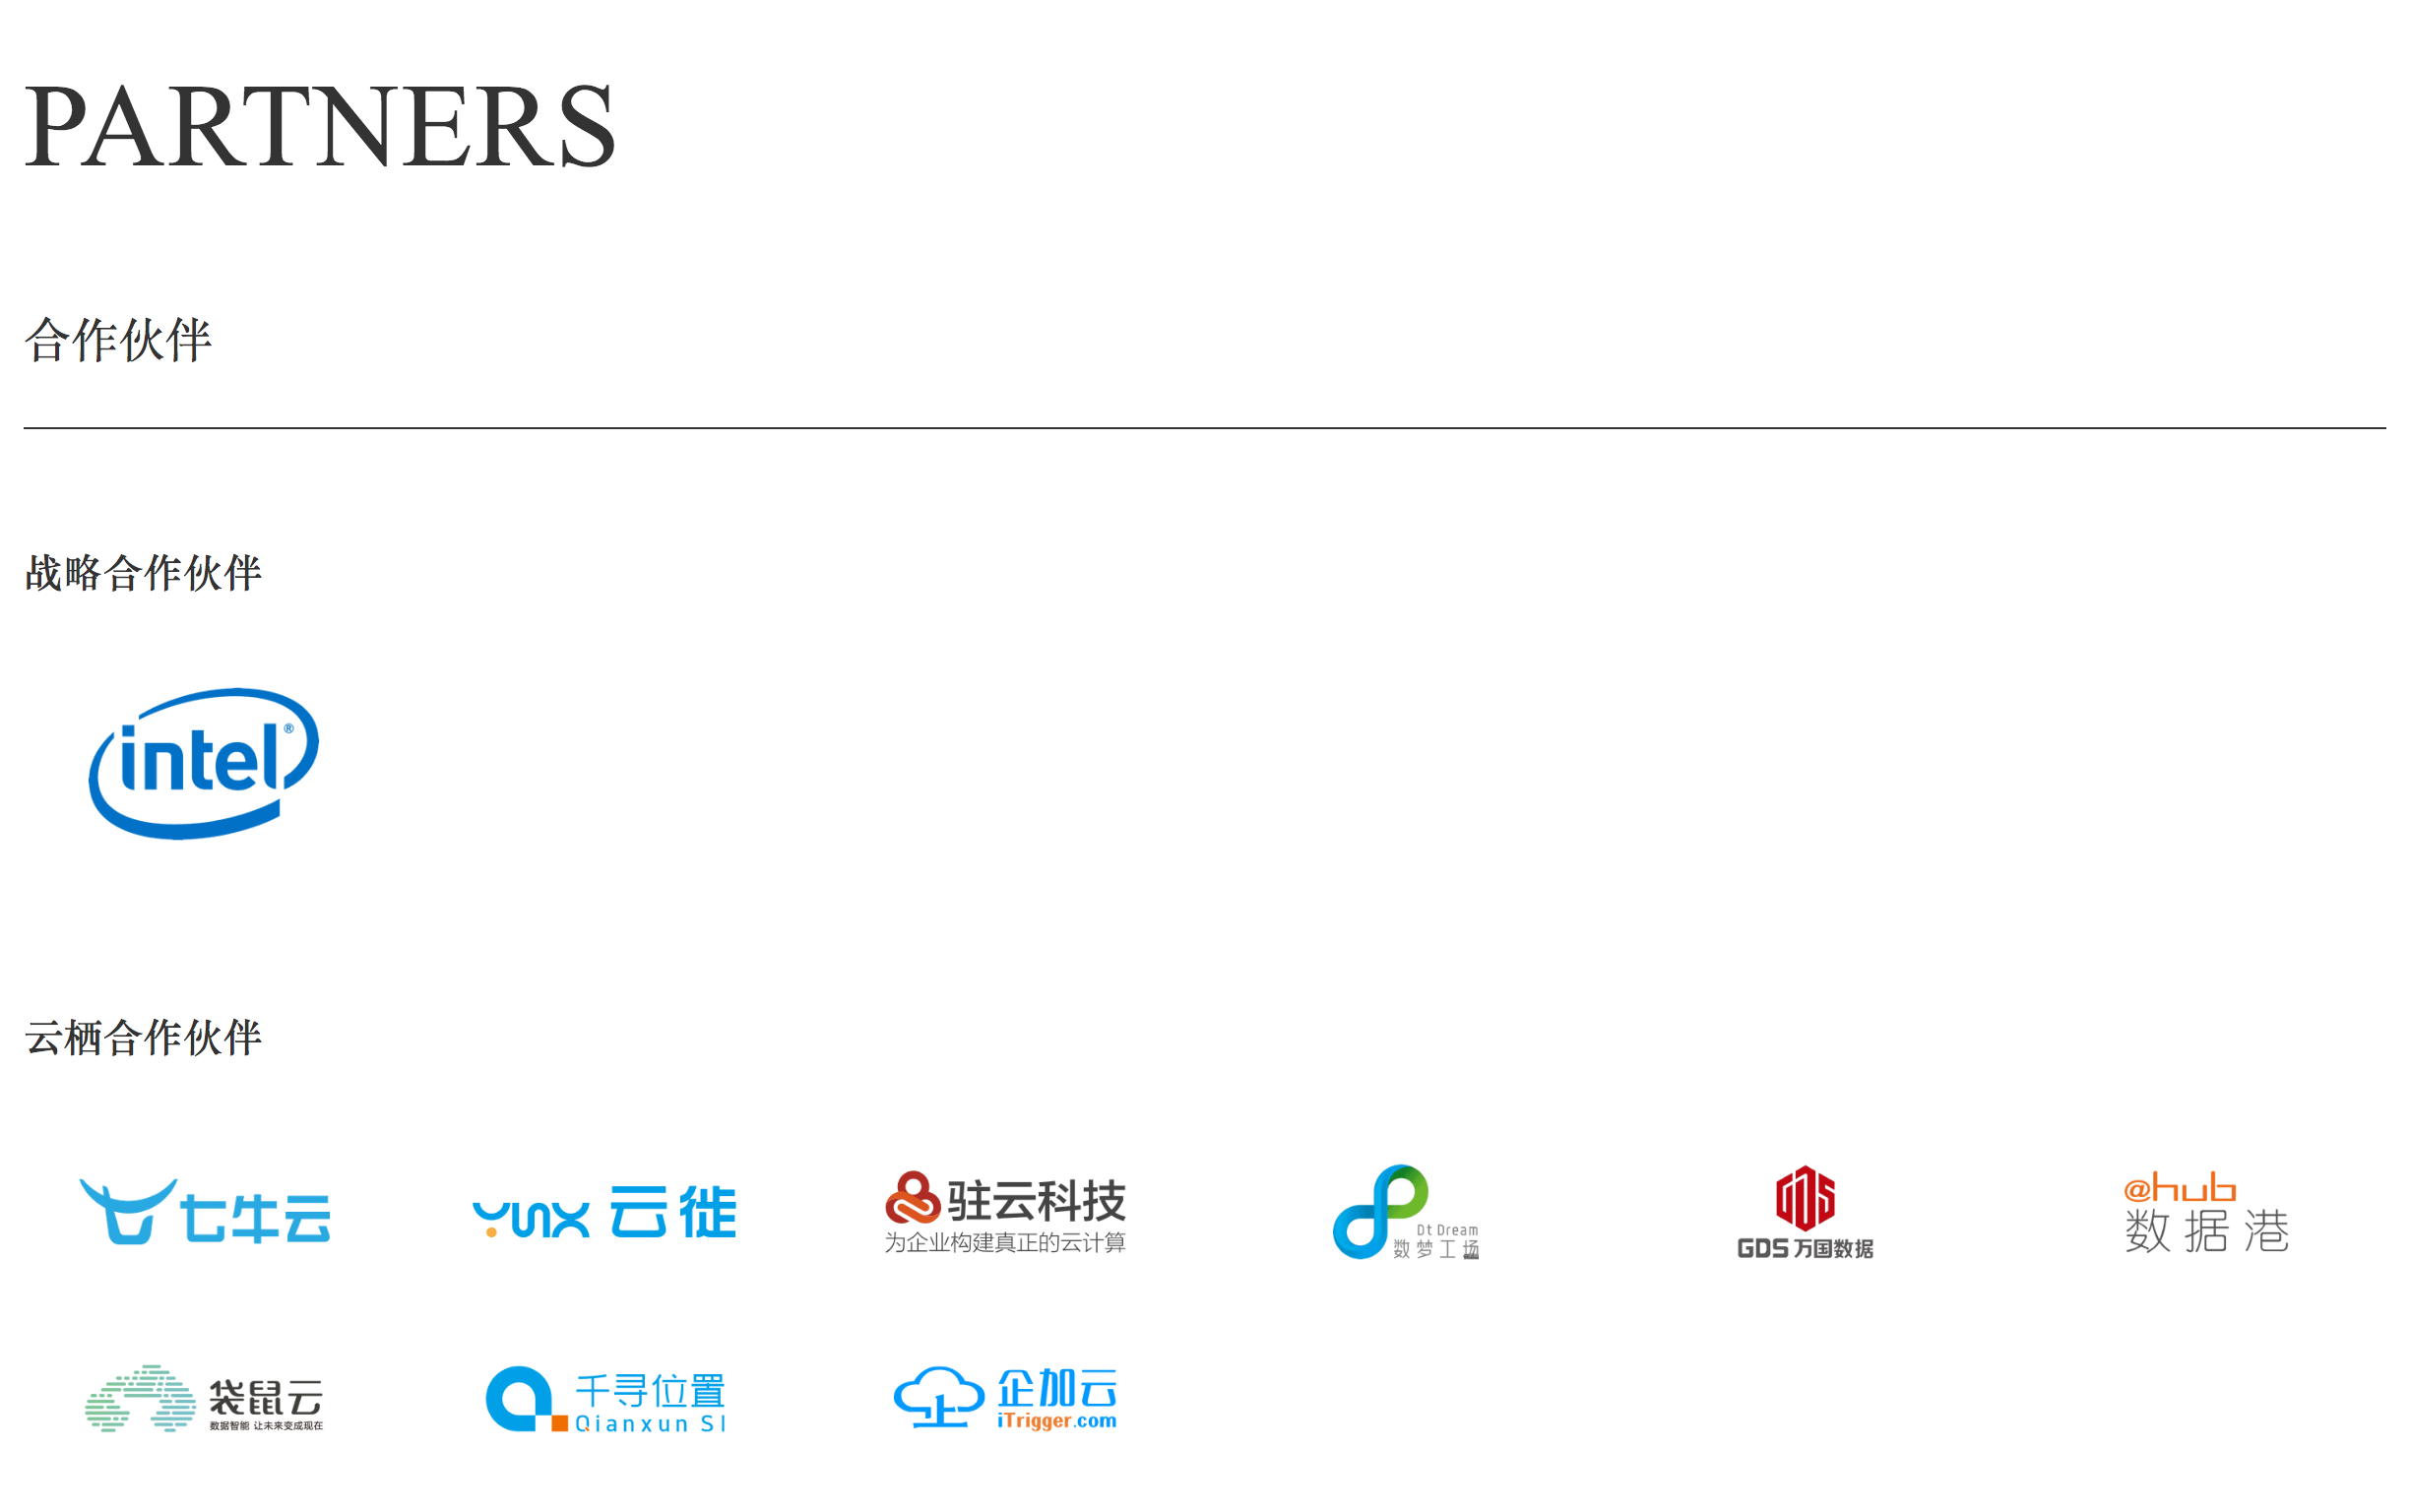 PARTNERS
合作伙伴
战略合作伙伴
intel®
云栖合作伙伴
七牛云
yunx 云徙
驻云科技
为企业构建真正的云计算
Dt Dream
数梦工场
GDS 万国数据
@hub
数据港
袋鼠云
数据智能 让未来变成现在
千寻位置
Qianxun SI
企加云
iTrigger.com